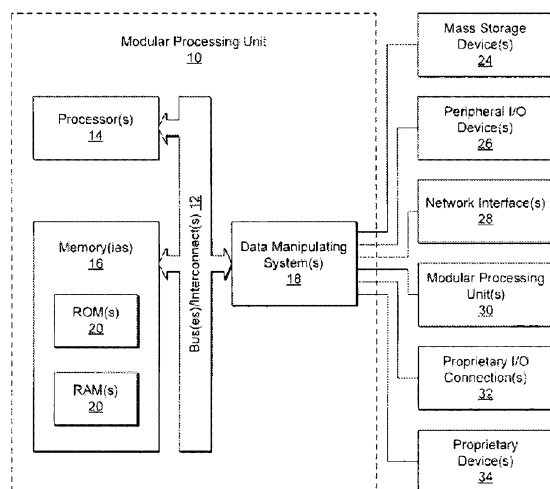 Modular Processing Unit
10
Processor(s)
14
Memory(ies)
16
ROM(s)
20
RAM(s)
20
Bus(es)/Interconnect(s) 12
Data Manipulating
System(s)
18
Mass Storage
Device(s)
24
Peripheral I/O
Device(s)
26
Network Interface(s)
28
Modular Processing
Unit(s)
30
Proprietary I/O
Connection(s)
32
Proprietary
Device(s)
34